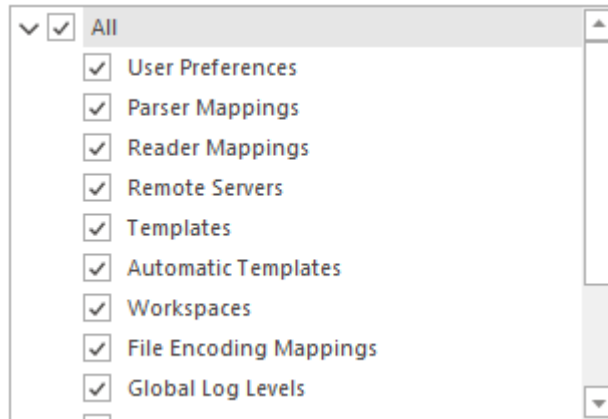 All
User Preferences
Parser Mappings
Reader Mappings
Remote Servers
Templates
Automatic Templates
Workspaces
File Encoding Mappings
Global Log Levels